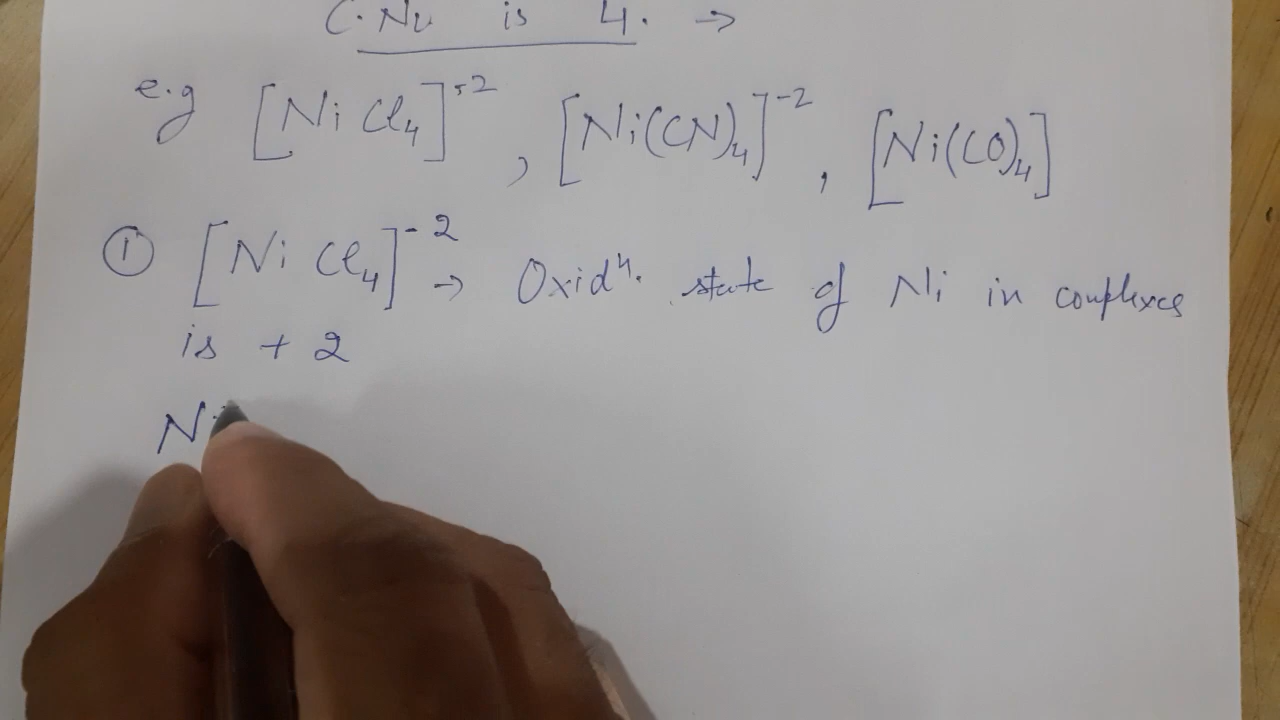 C.No. is 4. →
e.g [NiCl4]-2, [Ni(CN)4]-2, [Ni(CO)4]
① [NiCl4]-2 → Oxidn. state of Ni in complexes
is +2
Ni